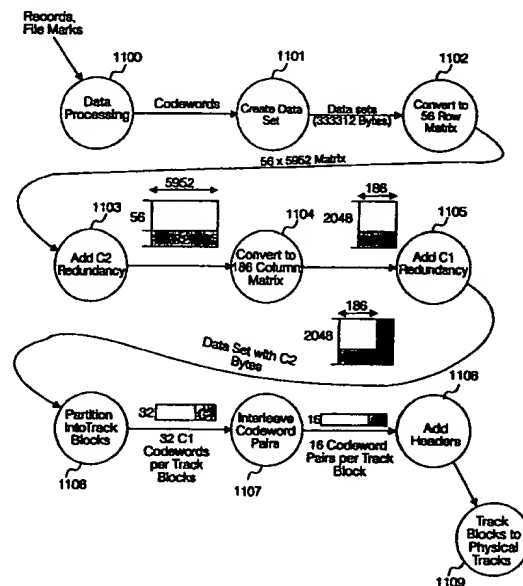 Records,
File Marks
1100
1101
1102
Data
Processing
Codewords
Create Data
Set
Data sets
(333312 Bytes)
Convert to
56 Row
Matrix
56 x 5952 Matrix
1103
5952
56
1104
186
2048
1105
Add C2
Redundancy
Convert to
186 Column
Matrix
Add C1
Redundancy
186
2048
Data Set with C2
Bytes
Partition
IntoTrack
Blocks
1106
32
32 C1
Codewords
per Track
Blocks
Interleave
Codeword
Pairs
1107
16
16 Codeword
Pairs per Track
Block
1108
Add
Headers
Track
Blocks to
Physical
Tracks
1109